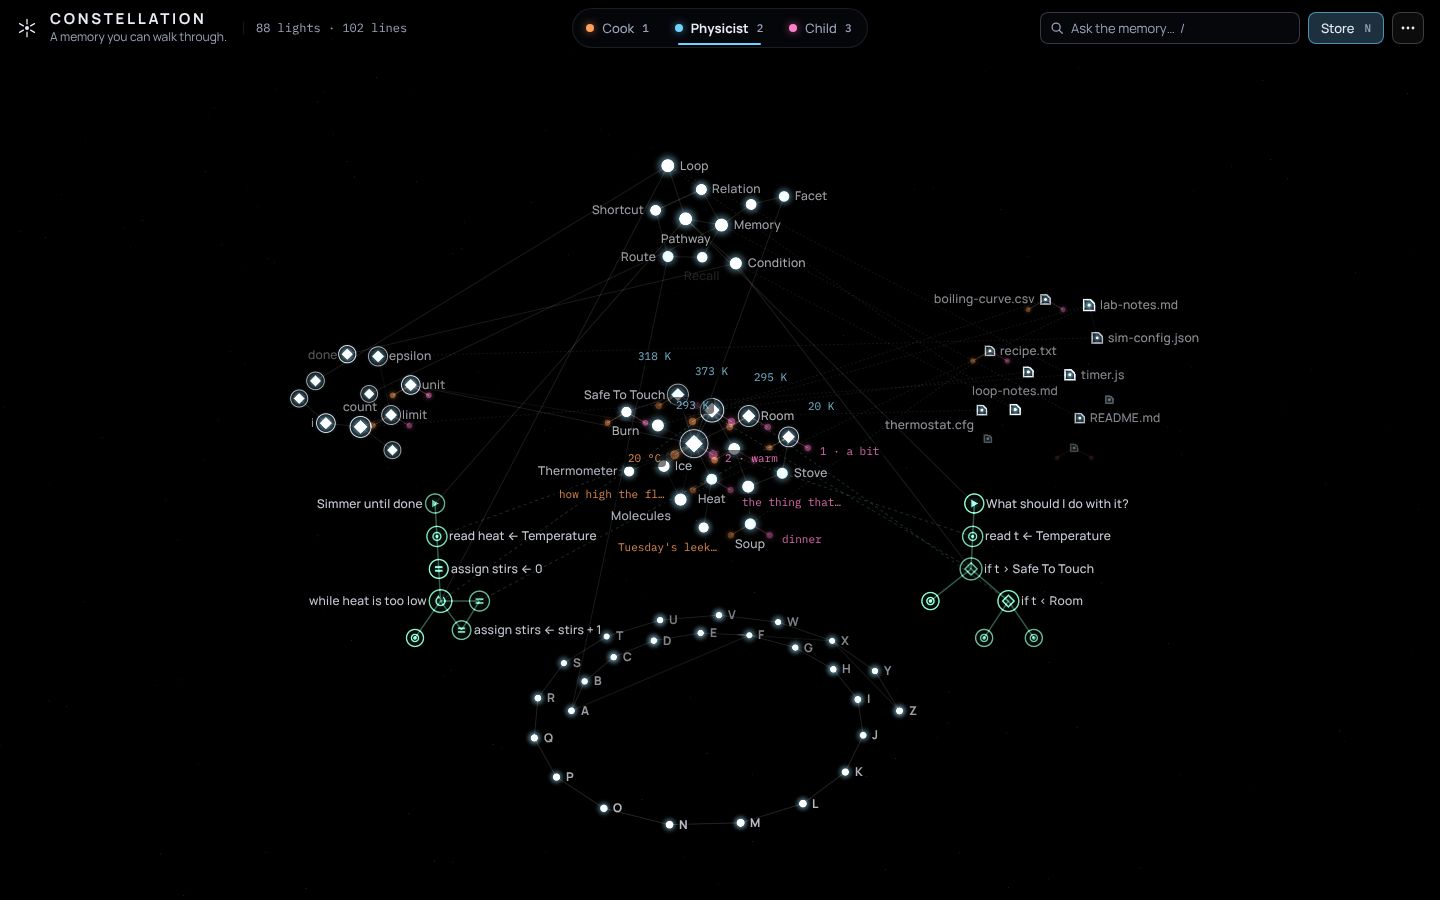 CONSTELLATION
A memory you can walk through.
88 lights · 102 lines
Cook 1
Physicist 2
Child 3
Ask the memory… /
Store N
Loop
Relation
Facet
Shortcut
Memory
Pathway
Route
Condition
Recall
boiling-curve.csv
lab-notes.md
sim-config.json
recipe.txt
timer.js
loop-notes.md
README.md
thermostat.cfg
done
epsilon
unit
count
limit
i
318 K
373 K
295 K
Safe To Touch
293 K
20 K
Room
Burn
1 · a bit
20 °C
2 · warm
Ice
Thermometer
Stove
how high the fl…
Heat
the thing that…
Molecules
Tuesday's leek…
Soup
dinner
Simmer until done
read heat ← Temperature
assign stirs ← 0
while heat is too low
assign stirs ← stirs + 1
What should I do with it?
read t ← Temperature
if t > Safe To Touch
if t < Room
A
B
C
D
E
F
G
H
I
J
K
L
M
N
O
P
Q
R
S
T
U
V
W
X
Y
Z